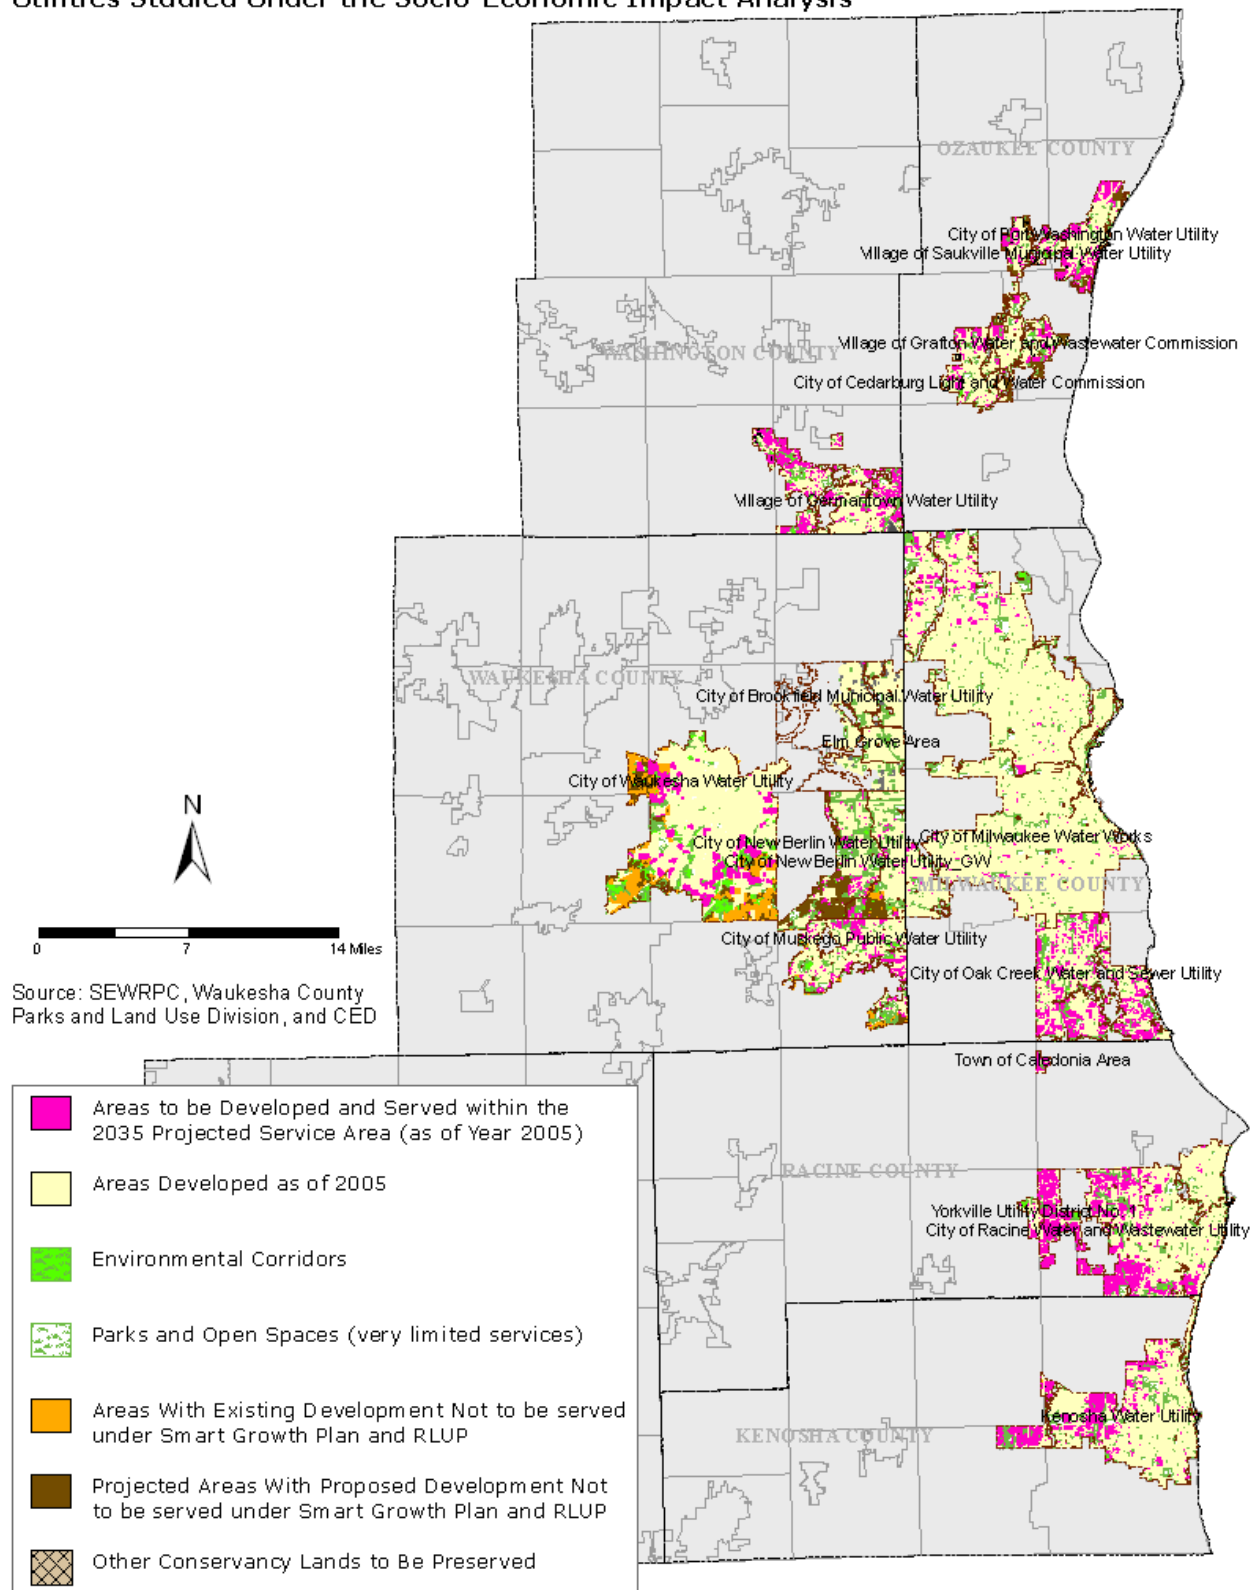 Utilities Studied Under the Socio-Economic Impact Analysis
OZAUKEE COUNTY
City of Port Washington Water Utility
Village of Saukville Municipal Water Utility
WASHINGTON COUNTY
Village of Grafton Water and Wastewater Commission
City of Cedarburg Light and Water Commission
Village of Germantown Water Utility
WAUKESHA COUNTY
City of Brookfield Municipal Water Utility
Elm Grove Area
City of Waukesha Water Utility
N
City of New Berlin Water Utility
City of Milwaukee Water Works
City of New Berlin Water Utility_GW
MILWAUKEE COUNTY
0 7 14 Miles
City of Muskego Public Water Utility
City of Oak Creek Water and Sewer Utility
Source: SEWRPC, Waukesha County
Parks and Land Use Division, and CED
Town of Caledonia Area
RACINE COUNTY
Yorkville Utility District No. 1
City of Racine Water and Wastewater Utility
Kenosha Water Utility
KENOSHA COUNTY
Areas to be Developed and Served within the
2035 Projected Service Area (as of Year 2005)
Areas Developed as of 2005
Environmental Corridors
Parks and Open Spaces (very limited services)
Areas With Existing Development Not to be served
under Smart Growth Plan and RLUP
Projected Areas With Proposed Development Not
to be served under Smart Growth Plan and RLUP
Other Conservancy Lands to Be Preserved